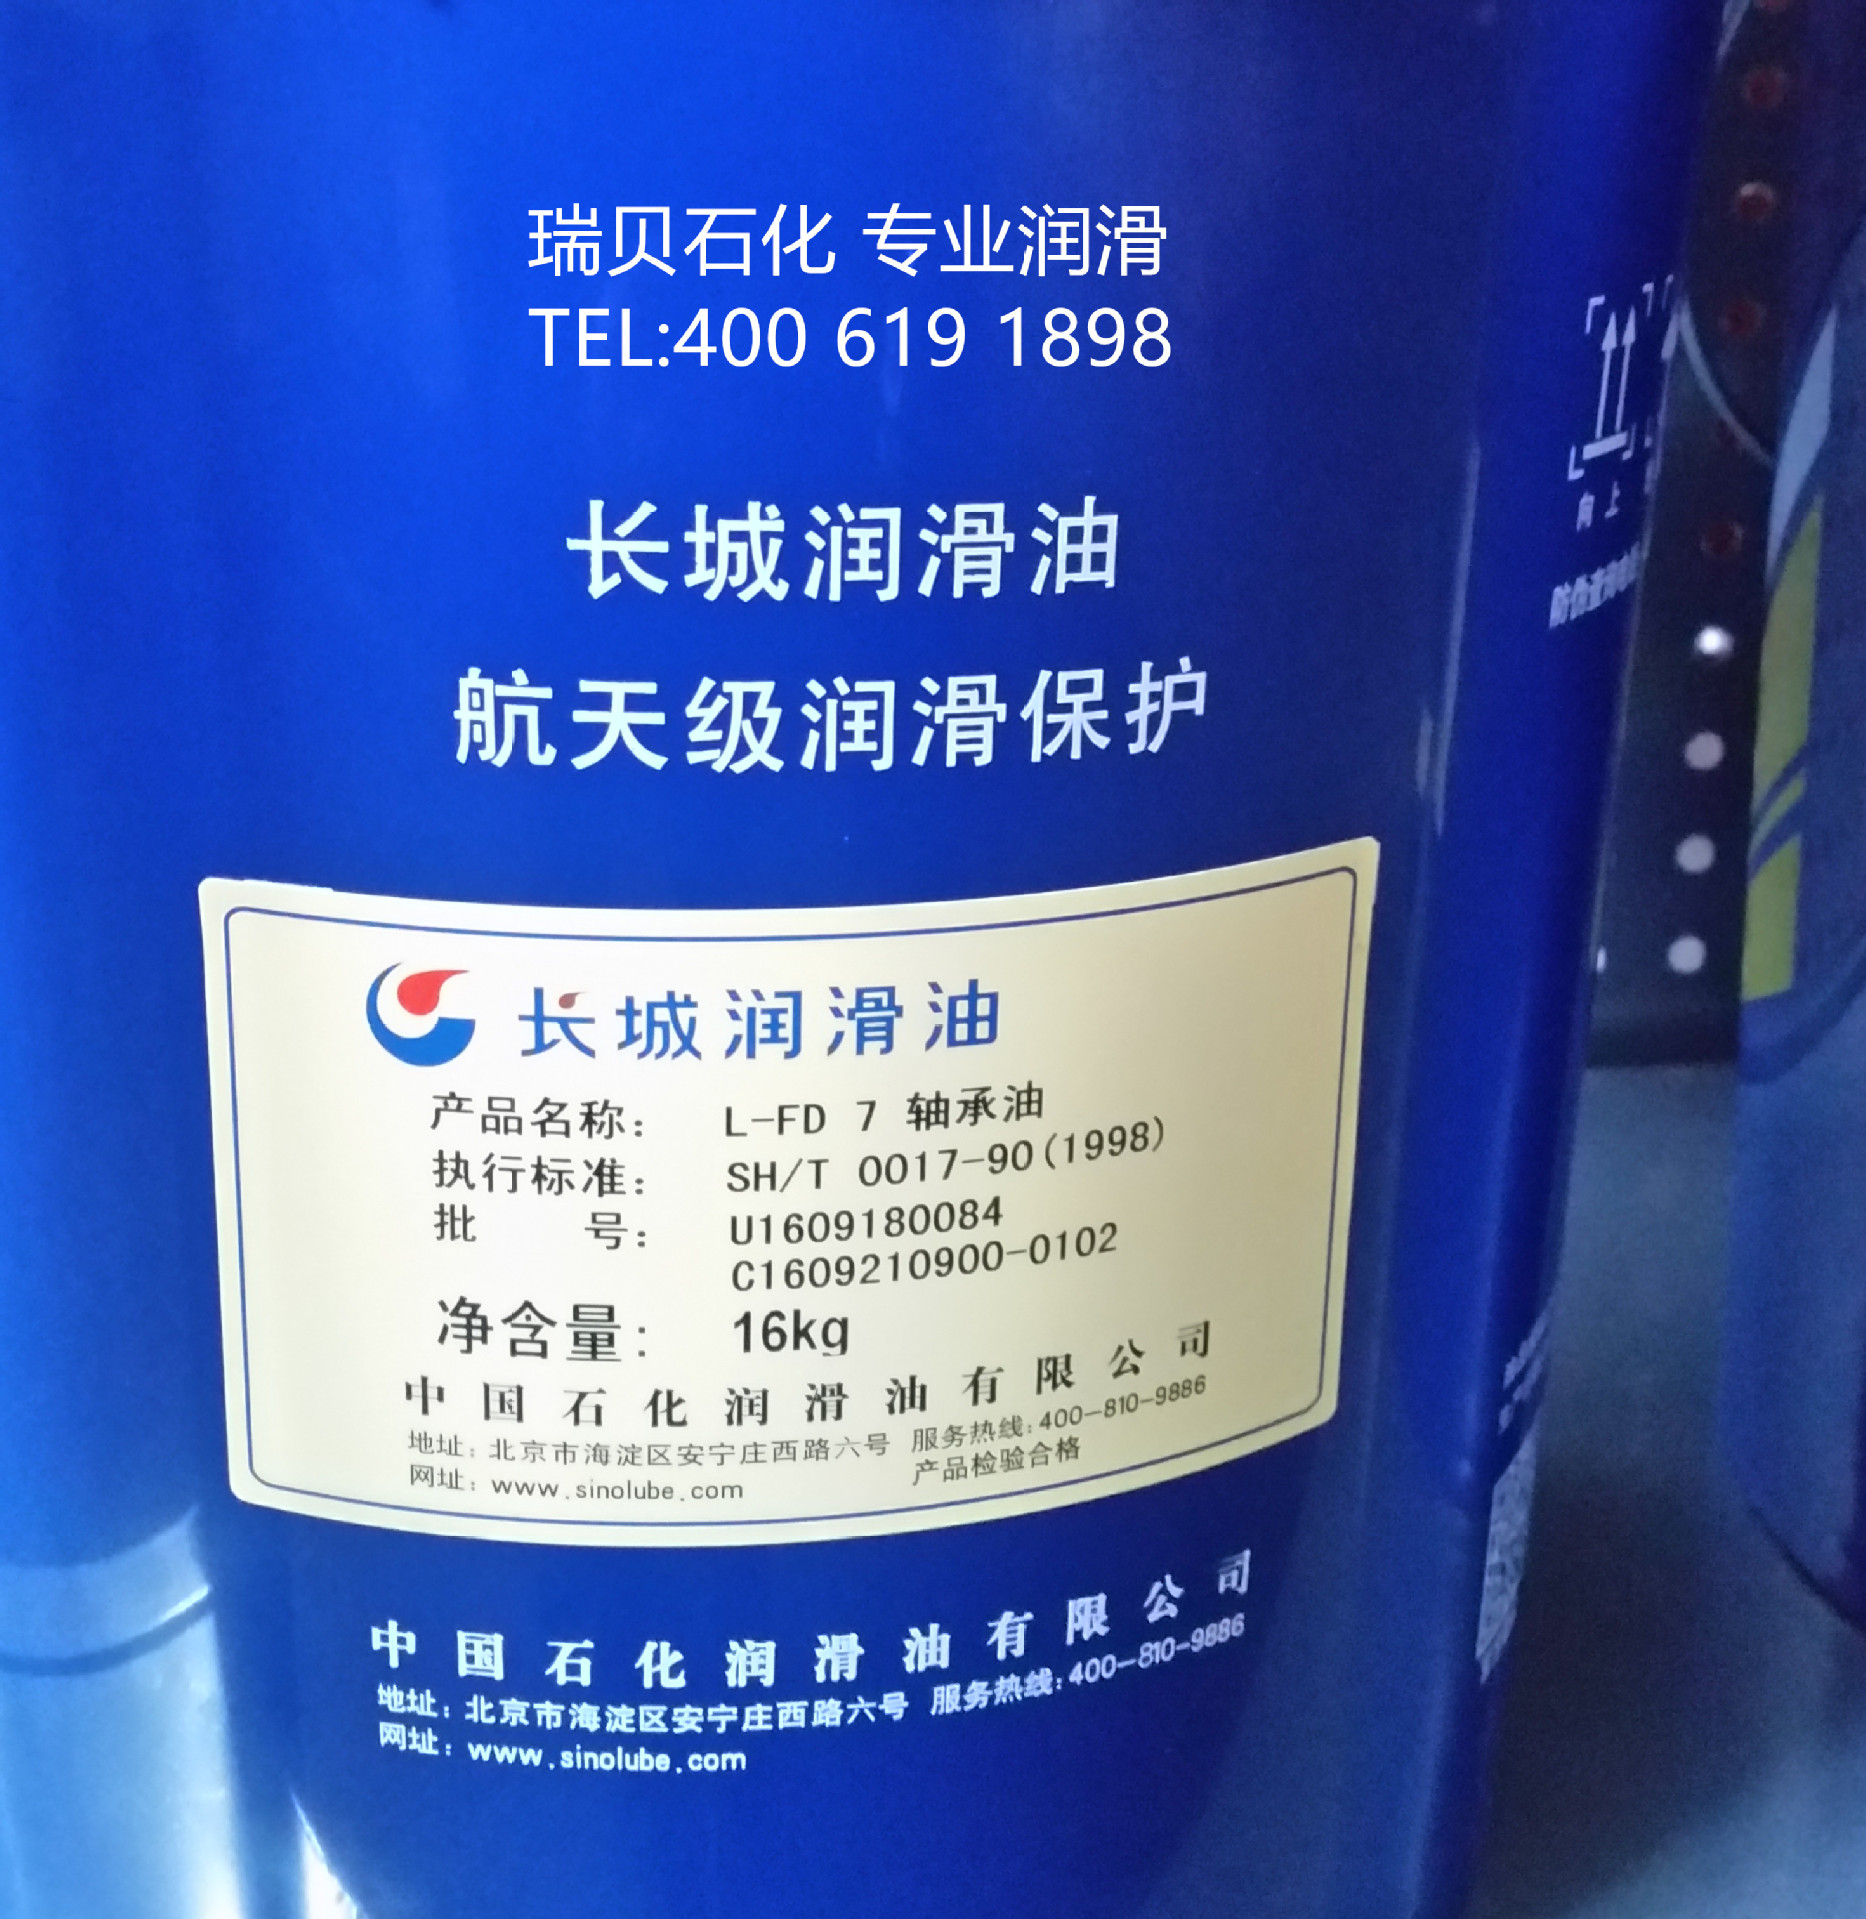 瑞贝石化 专业润滑
TEL:400 619 1898
长城润滑油
航天级润滑保护
向上
长城润滑油
产品名称： L-FD 7 轴承油
执行标准： SH/T 0017-90(1998)
批 号： U1609180084
C1609210900-0102
净含量: 16kg
中国石化润滑油有限公司
地址：北京市海淀区安宁庄西路六号 服务热线:400-810-9886
网址：www.sinolube.com 产品检验合格
中国石化润滑油有限公司
地址：北京市海淀区安宁庄西路六号 服务热线:400-810-9886
网址：www.sinolube.com